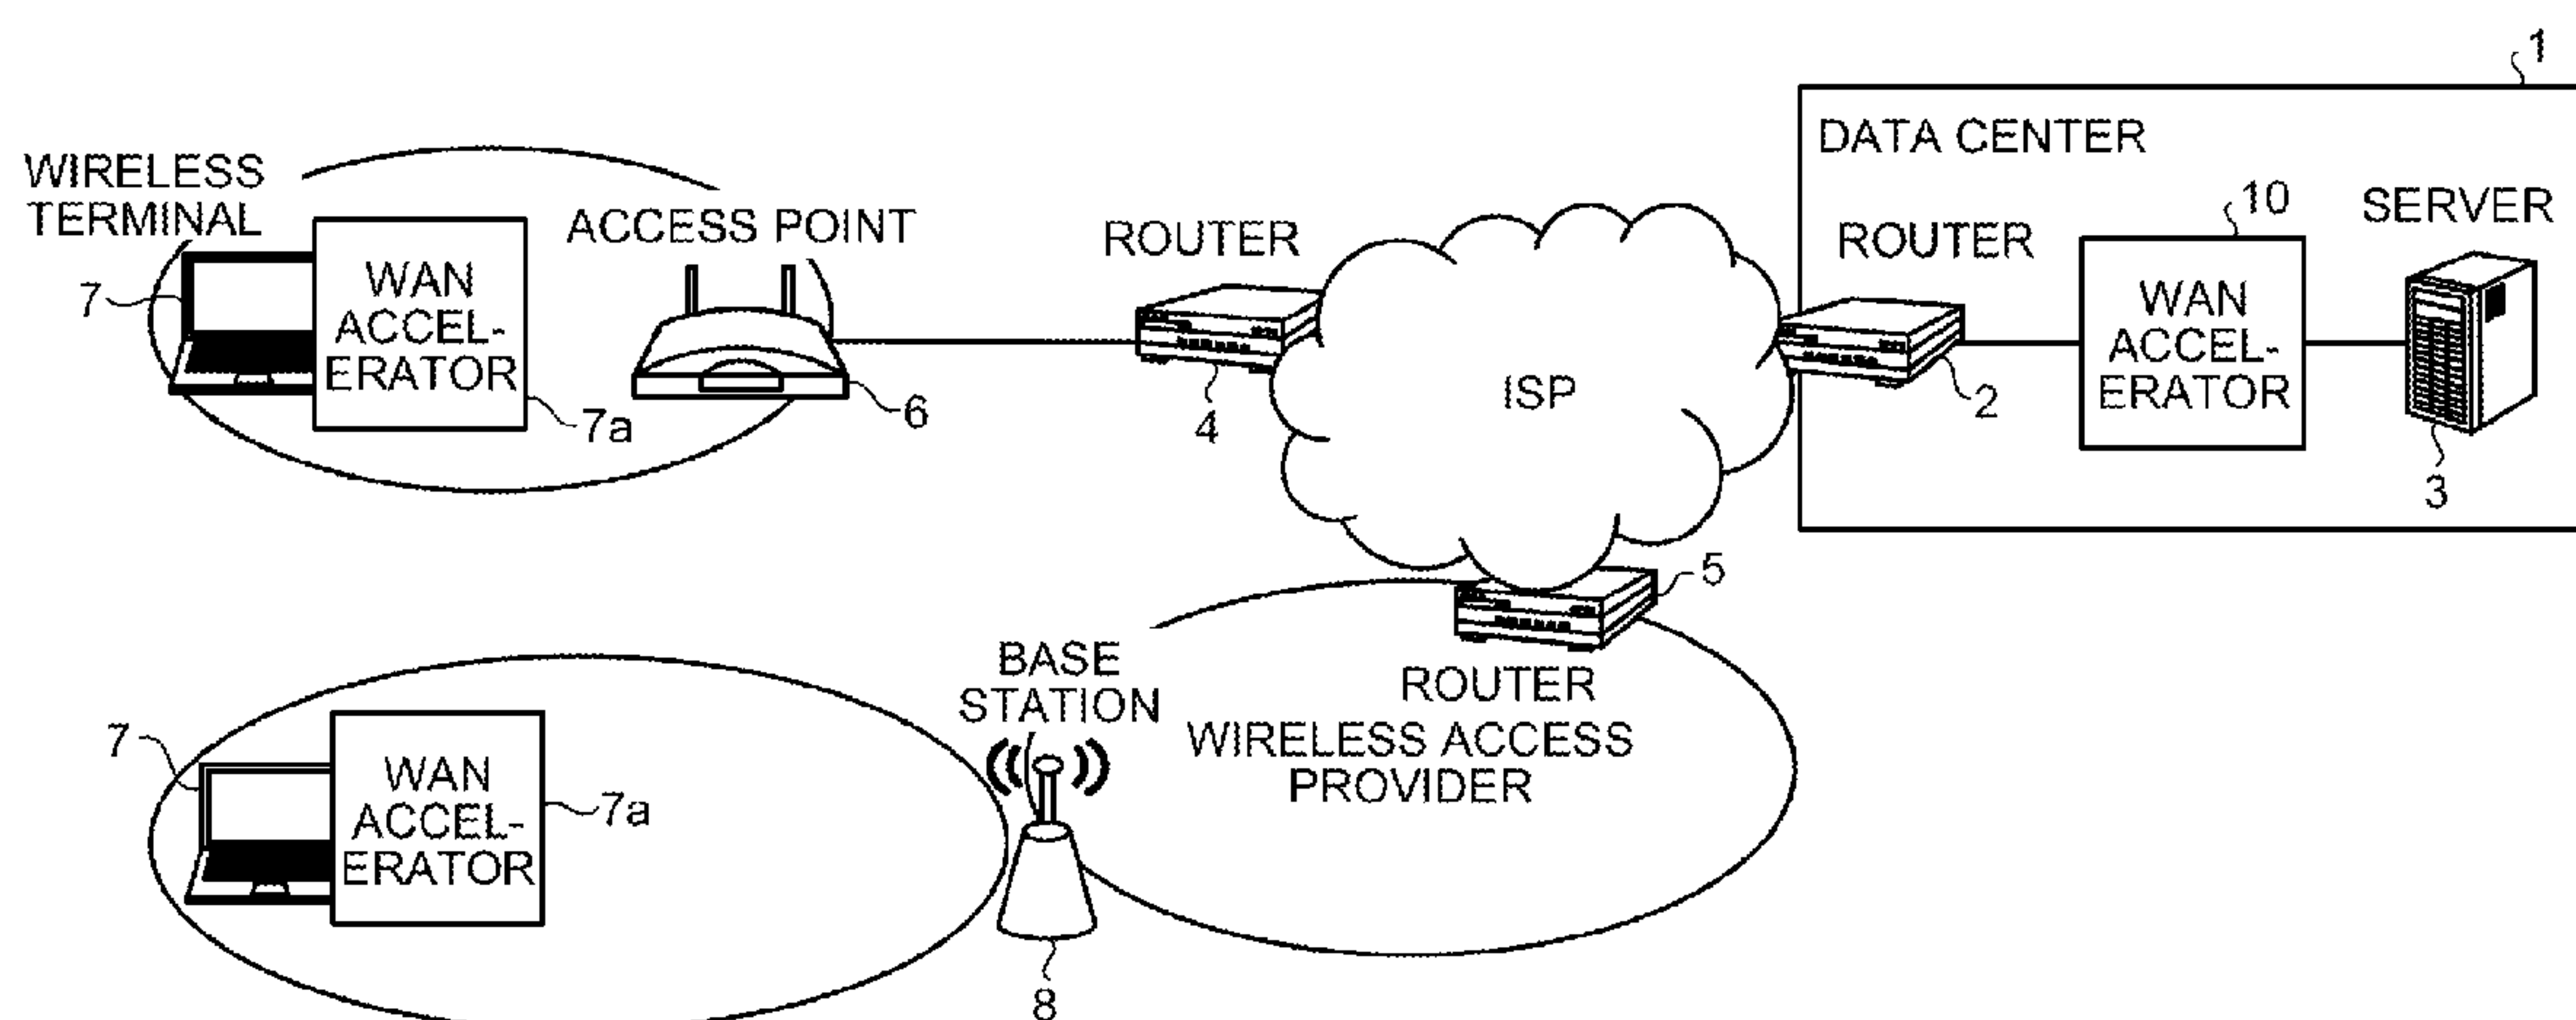 1
DATA CENTER
WIRELESS
TERMINAL
ACCESS POINT
ROUTER
ROUTER
10
SERVER
7
WAN
ACCEL-
ERATOR
7a
6
4
ISP
2
WAN
ACCEL-
ERATOR
3
5
BASE
STATION
ROUTER
WIRELESS ACCESS
PROVIDER
7
WAN
ACCEL-
ERATOR
7a
8